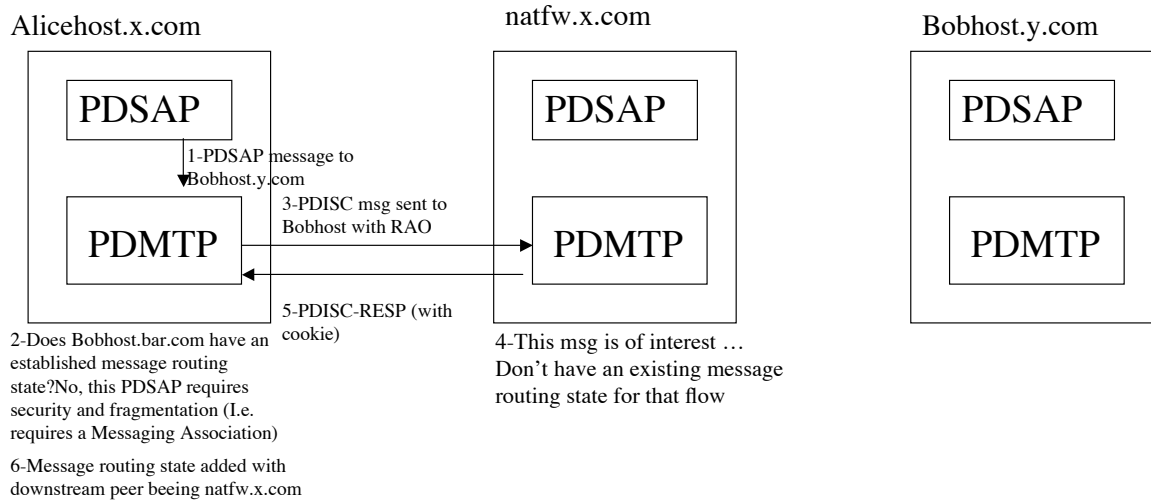 Alicehost.x.com
natfw.x.com
Bobhost.y.com
PDSAP
PDSAP
PDSAP
1-PDSAP message to
Bobhost.y.com
3-PDISC msg sent to
Bobhost with RAO
PDMTP
PDMTP
PDMTP
5-PDISC-RESP (with
cookie)
2-Does Bobhost.bar.com have an
established message routing
state?No, this PDSAP requires
security and fragmentation (I.e.
requires a Messaging Association)
4-This msg is of interest …
Don't have an existing message
routing state for that flow
6-Message routing state added with
downstream peer beeing natfw.x.com